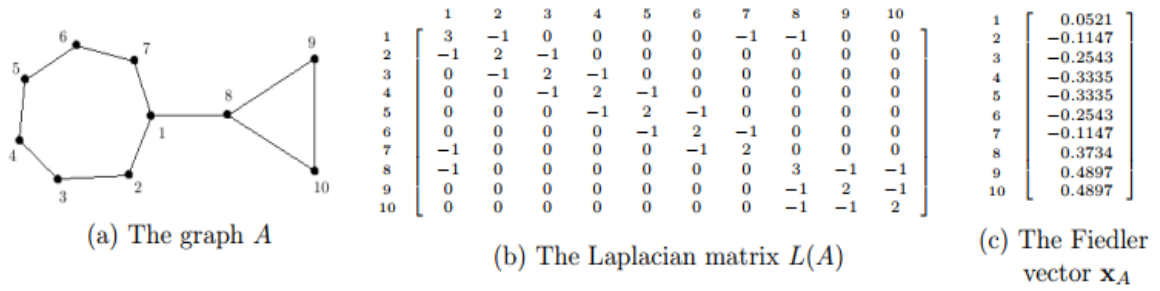 6
7
5
9
8
1
4
2
3
10
(a) The graph A
1 2 3 4 5 6 7 8 9 10
1 3 −1 0 0 0 0 −1 −1 0 0
2 −1 2 −1 0 0 0 0 0 0 0
3 0 −1 2 −1 0 0 0 0 0 0
4 0 0 −1 2 −1 0 0 0 0 0
5 0 0 0 −1 2 −1 0 0 0 0
6 0 0 0 0 −1 2 −1 0 0 0
7 −1 0 0 0 0 −1 2 0 0 0
8 −1 0 0 0 0 0 0 3 −1 −1
9 0 0 0 0 0 0 0 −1 2 −1
10 0 0 0 0 0 0 0 −1 −1 2
(b) The Laplacian matrix L(A)
1 0.0521
2 −0.1147
3 −0.2543
4 −0.3335
5 −0.3335
6 −0.2543
7 −0.1147
8 0.3734
9 0.4897
10 0.4897
(c) The Fiedler
vector x_A